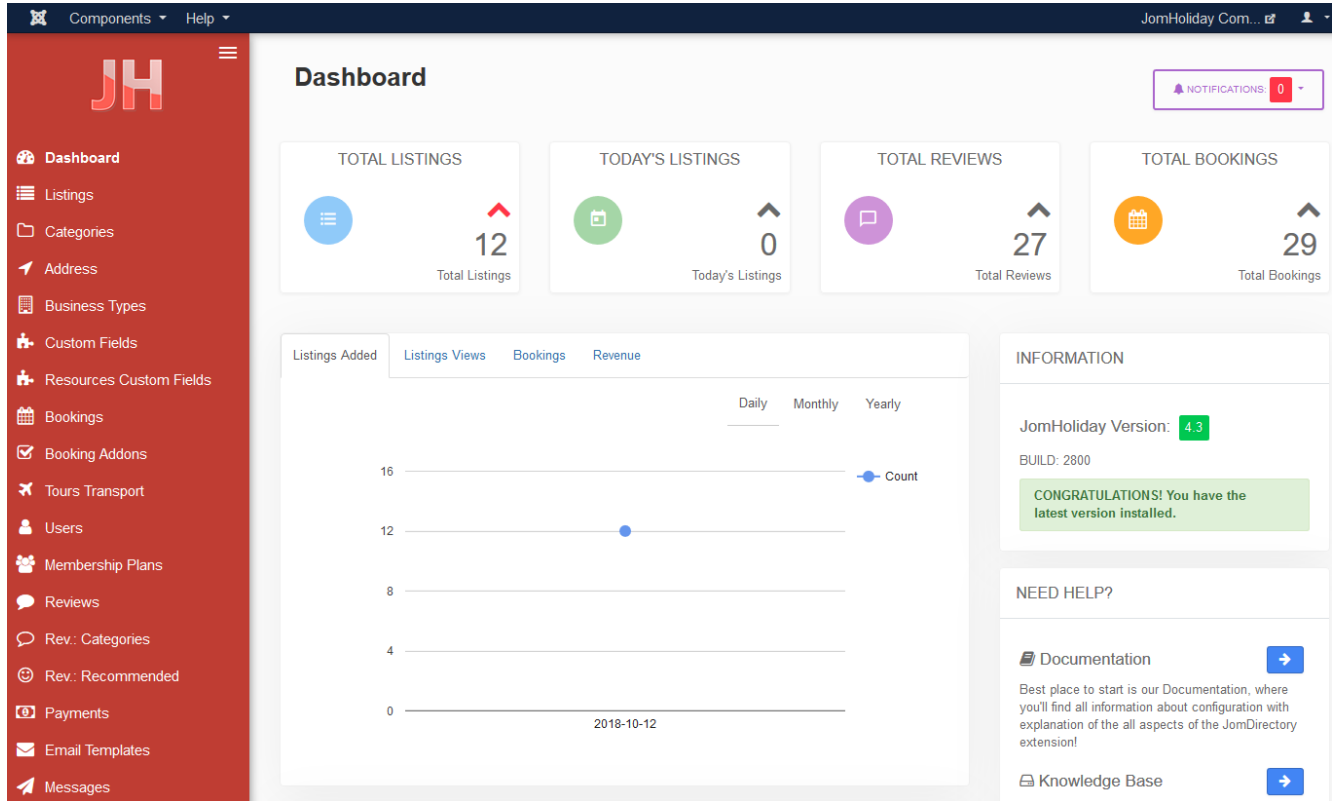 Components Help JomHoliday Com...
JH
Dashboard
NOTIFICATIONS: 0
Dashboard
Listings
Categories
Address
Business Types
Custom Fields
Resources Custom Fields
Bookings
Booking Addons
Tours Transport
Users
Membership Plans
Reviews
Rev.: Categories
Rev.: Recommended
Payments
Email Templates
Messages
TOTAL LISTINGS
12
Total Listings
TODAY'S LISTINGS
0
Today's Listings
TOTAL REVIEWS
27
Total Reviews
TOTAL BOOKINGS
29
Total Bookings
Listings Added Listings Views Bookings Revenue
Daily Monthly Yearly
16
Count
12
8
4
0
2018-10-12
INFORMATION
JomHoliday Version: 4.3
BUILD: 2800
CONGRATULATIONS! You have the
latest version installed.
NEED HELP?
Documentation
Best place to start is our Documentation, where
you'll find all information about configuration with
explanation of the all aspects of the JomDirectory
extension!
Knowledge Base